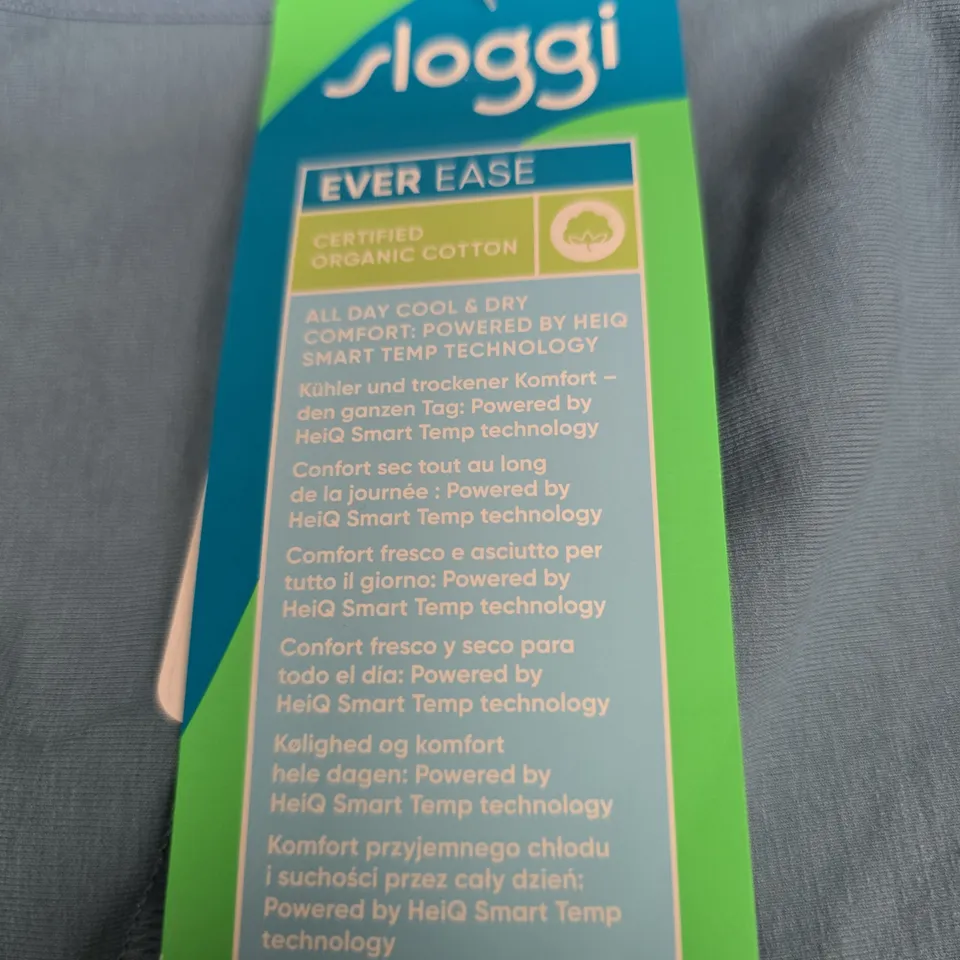 sloggi
EVER EASE
CERTIFIED
ORGANIC COTTON
ALL DAY COOL & DRY
COMFORT: POWERED BY HEIQ
SMART TEMP TECHNOLOGY
Kühler und trockener Komfort –
den ganzen Tag: Powered by
HeiQ Smart Temp technology
Confort sec tout au long
de la journée : Powered by
HeiQ Smart Temp technology
Comfort fresco e asciutto per
tutto il giorno: Powered by
HeiQ Smart Temp technology
Confort fresco y seco para
todo el día: Powered by
HeiQ Smart Temp technology
Kølighed og komfort
hele dagen: Powered by
HeiQ Smart Temp technology
Komfort przyjemnego chłodu
i suchości przez cały dzień:
Powered by HeiQ Smart Temp
technology